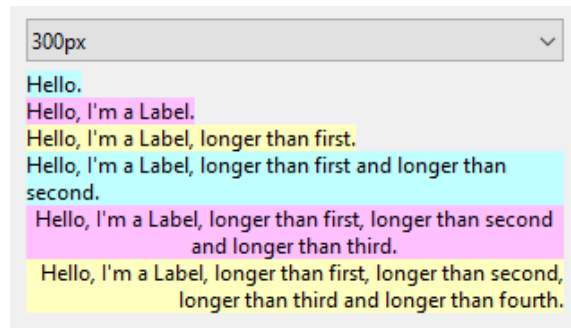 300px
Hello.
Hello, I'm a Label.
Hello, I'm a Label, longer than first.
Hello, I'm a Label, longer than first and longer than
second.
Hello, I'm a Label, longer than first, longer than second
and longer than third.
Hello, I'm a Label, longer than first, longer than second,
longer than third and longer than fourth.